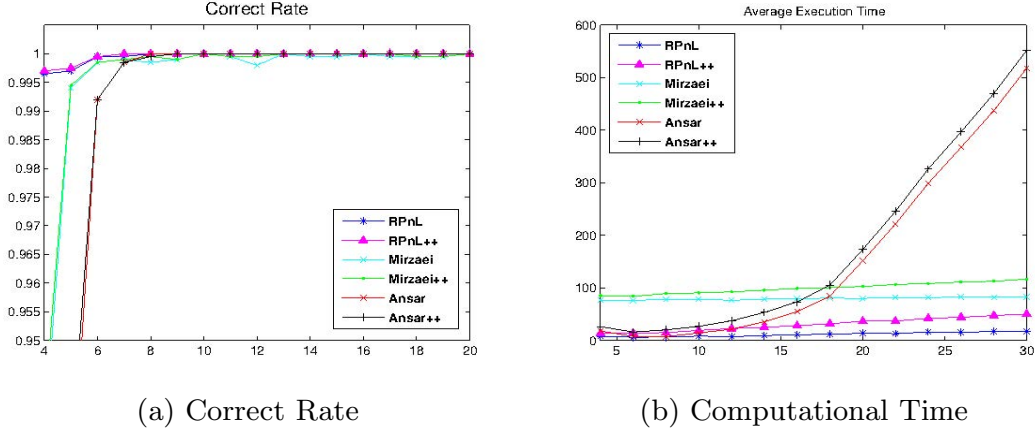 Correct Rate
1
0.995
0.99
0.985
0.98
0.975
0.97
0.965
0.96
0.955
0.95
4
6
8
10
12
14
16
18
20
RPnL
RPnL++
Mirzaei
Mirzaei++
Ansar
Ansar++
(a) Correct Rate
Average Execution Time
600
500
400
300
200
100
0
5
10
15
20
25
30
RPnL
RPnL++
Mirzaei
Mirzaei++
Ansar
Ansar++
(b) Computational Time